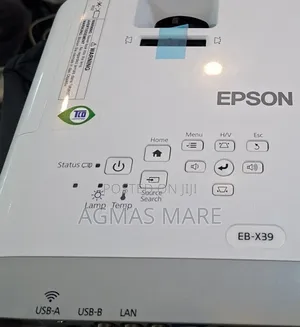 WARNING
EPSON
TCO
Home
Menu
H/V
Esc
Status
Source
Search
Lamp
Temp
POSTED ON JIJI
AGMAS MARE
EB-X39
USB-A
USB-B
LAN